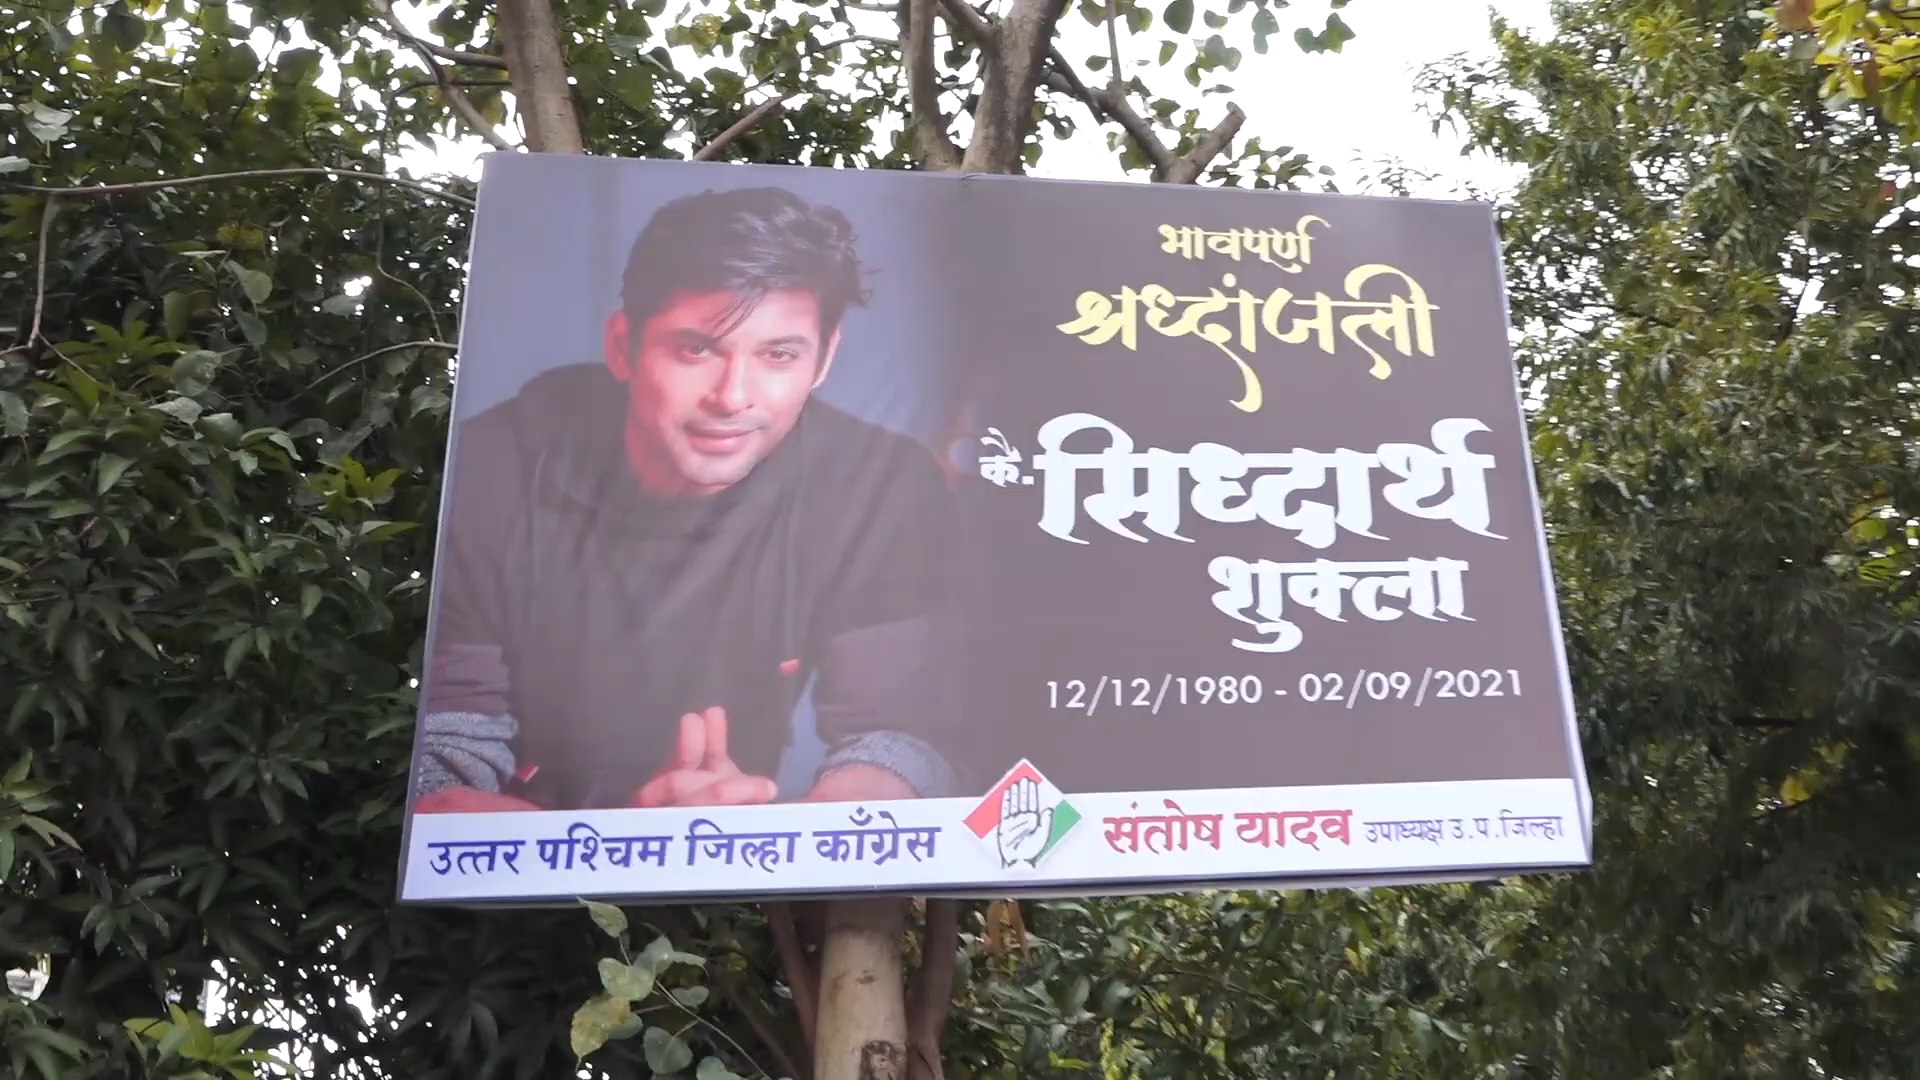 भावपूर्ण
श्रध्दांजली
कै. सिध्दार्थ
शुक्ला
12/12/1980 - 02/09/2021
उत्तर पश्चिम जिल्हा काँग्रेस
संतोष यादव उपाध्यक्ष उ.प.जिल्हा